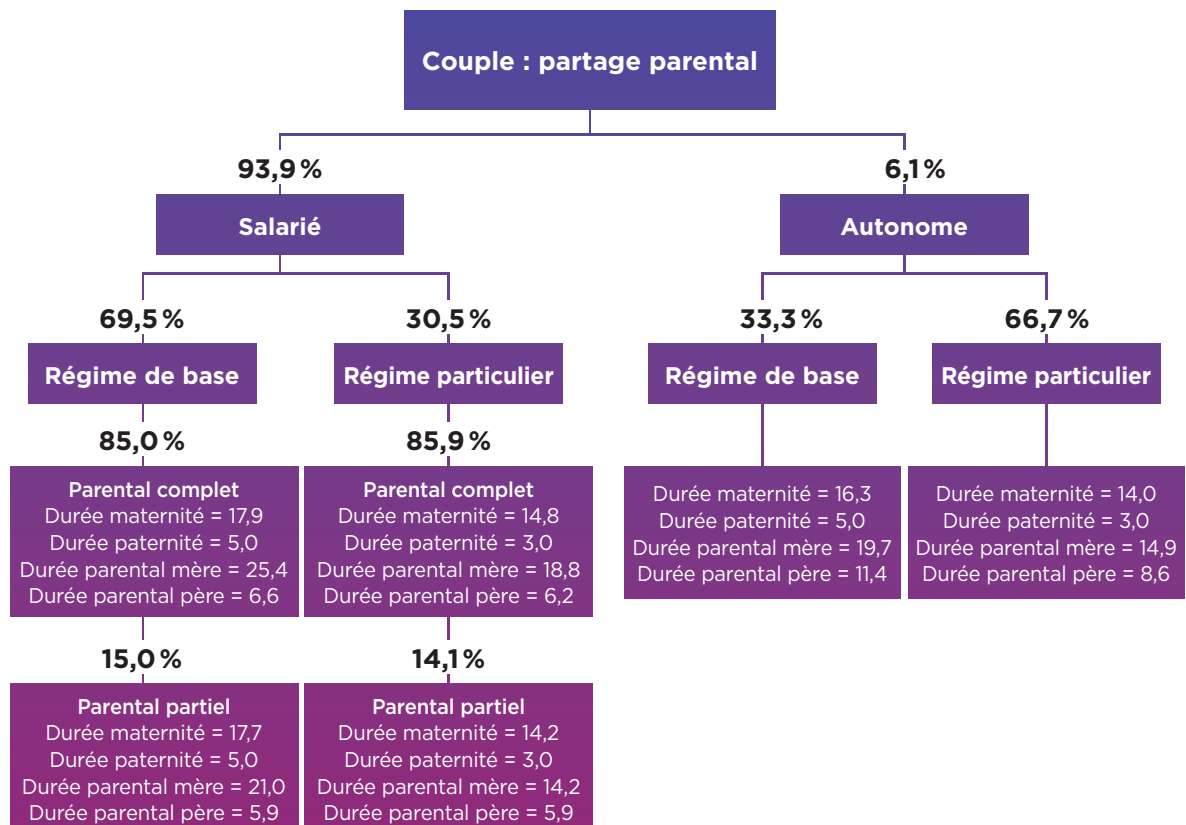 Couple : partage parental
93,9 %
6,1 %
Salarié
Autonome
69,5 %
30,5 %
33,3 %
66,7 %
Régime de base
Régime particulier
Régime de base
Régime particulier
85,0 %
85,9 %
Parental complet
Durée maternité = 17,9
Durée paternité = 5,0
Durée parental mère = 25,4
Durée parental père = 6,6
Parental complet
Durée maternité = 14,8
Durée paternité = 3,0
Durée parental mère = 18,8
Durée parental père = 6,2
Durée maternité = 16,3
Durée paternité = 5,0
Durée parental mère = 19,7
Durée parental père = 11,4
Durée maternité = 14,0
Durée paternité = 3,0
Durée parental mère = 14,9
Durée parental père = 8,6
15,0 %
14,1 %
Parental partiel
Durée maternité = 17,7
Durée paternité = 5,0
Durée parental mère = 21,0
Durée parental père = 5,9
Parental partiel
Durée maternité = 14,2
Durée paternité = 3,0
Durée parental mère = 14,2
Durée parental père = 5,9